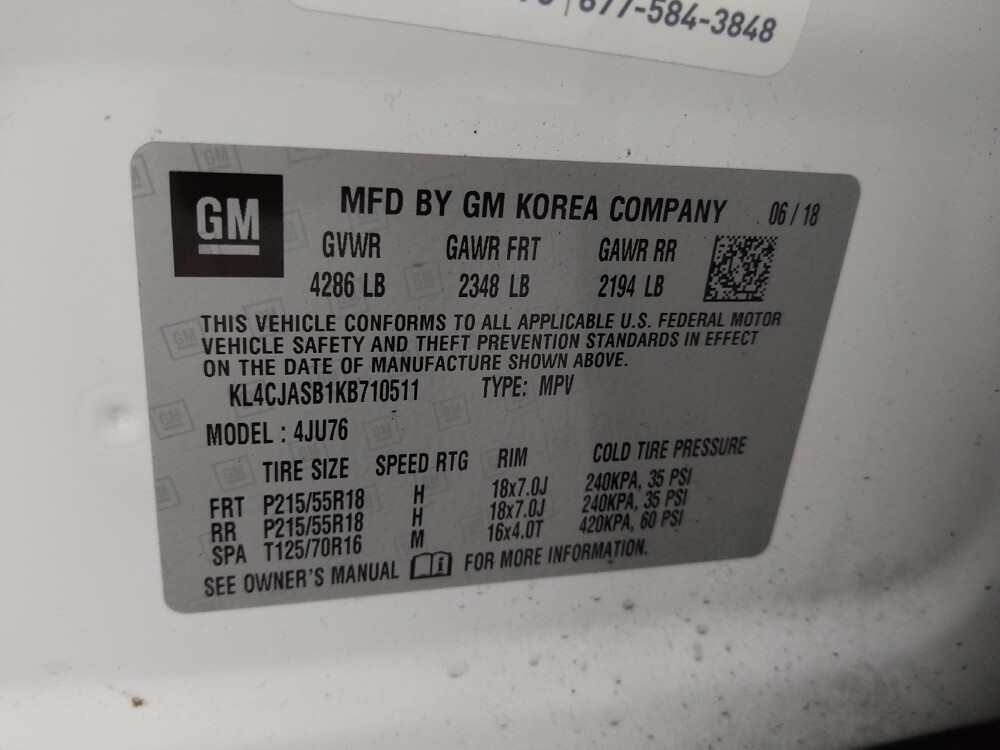 877-584-3848
GM
MFD BY GM KOREA COMPANY 06 / 18
GVWR GAWR FRT GAWR RR
4286 LB 2348 LB 2194 LB
THIS VEHICLE CONFORMS TO ALL APPLICABLE U.S. FEDERAL MOTOR
VEHICLE SAFETY AND THEFT PREVENTION STANDARDS IN EFFECT
ON THE DATE OF MANUFACTURE SHOWN ABOVE.
KL4CJASB1KB710511 TYPE: MPV
MODEL : 4JU76
TIRE SIZE SPEED RTG RIM COLD TIRE PRESSURE
FRT P215/55R18 H 18x7.0J 240KPA, 35 PSI
RR P215/55R18 H 18x7.0J 240KPA, 35 PSI
SPA T125/70R16 M 16x4.0T 420KPA, 60 PSI
SEE OWNER'S MANUAL FOR MORE INFORMATION.